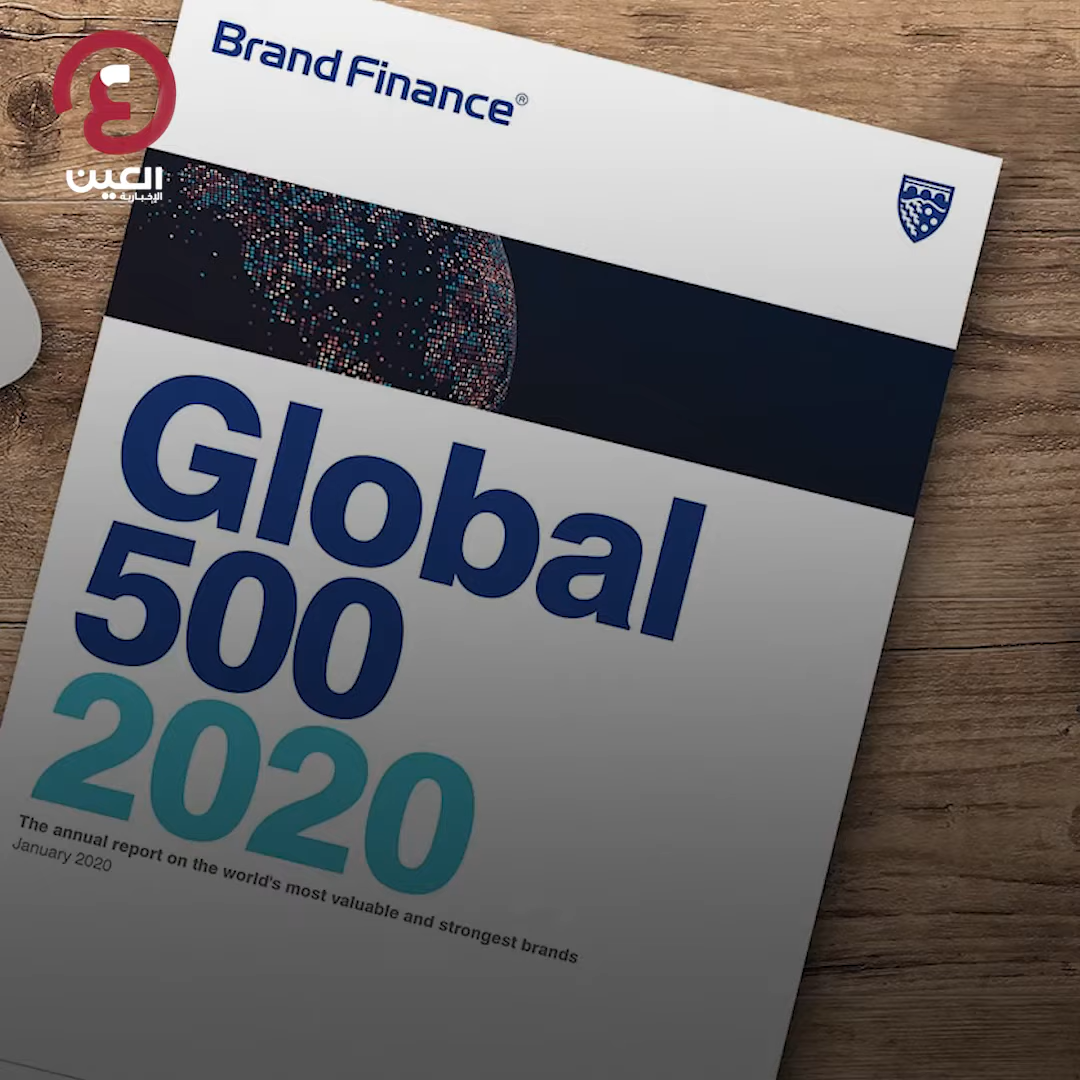 العين
الإخبارية
Brand Finance®
Global
500
2020
The annual report on the world's most valuable and strongest brands
January 2020